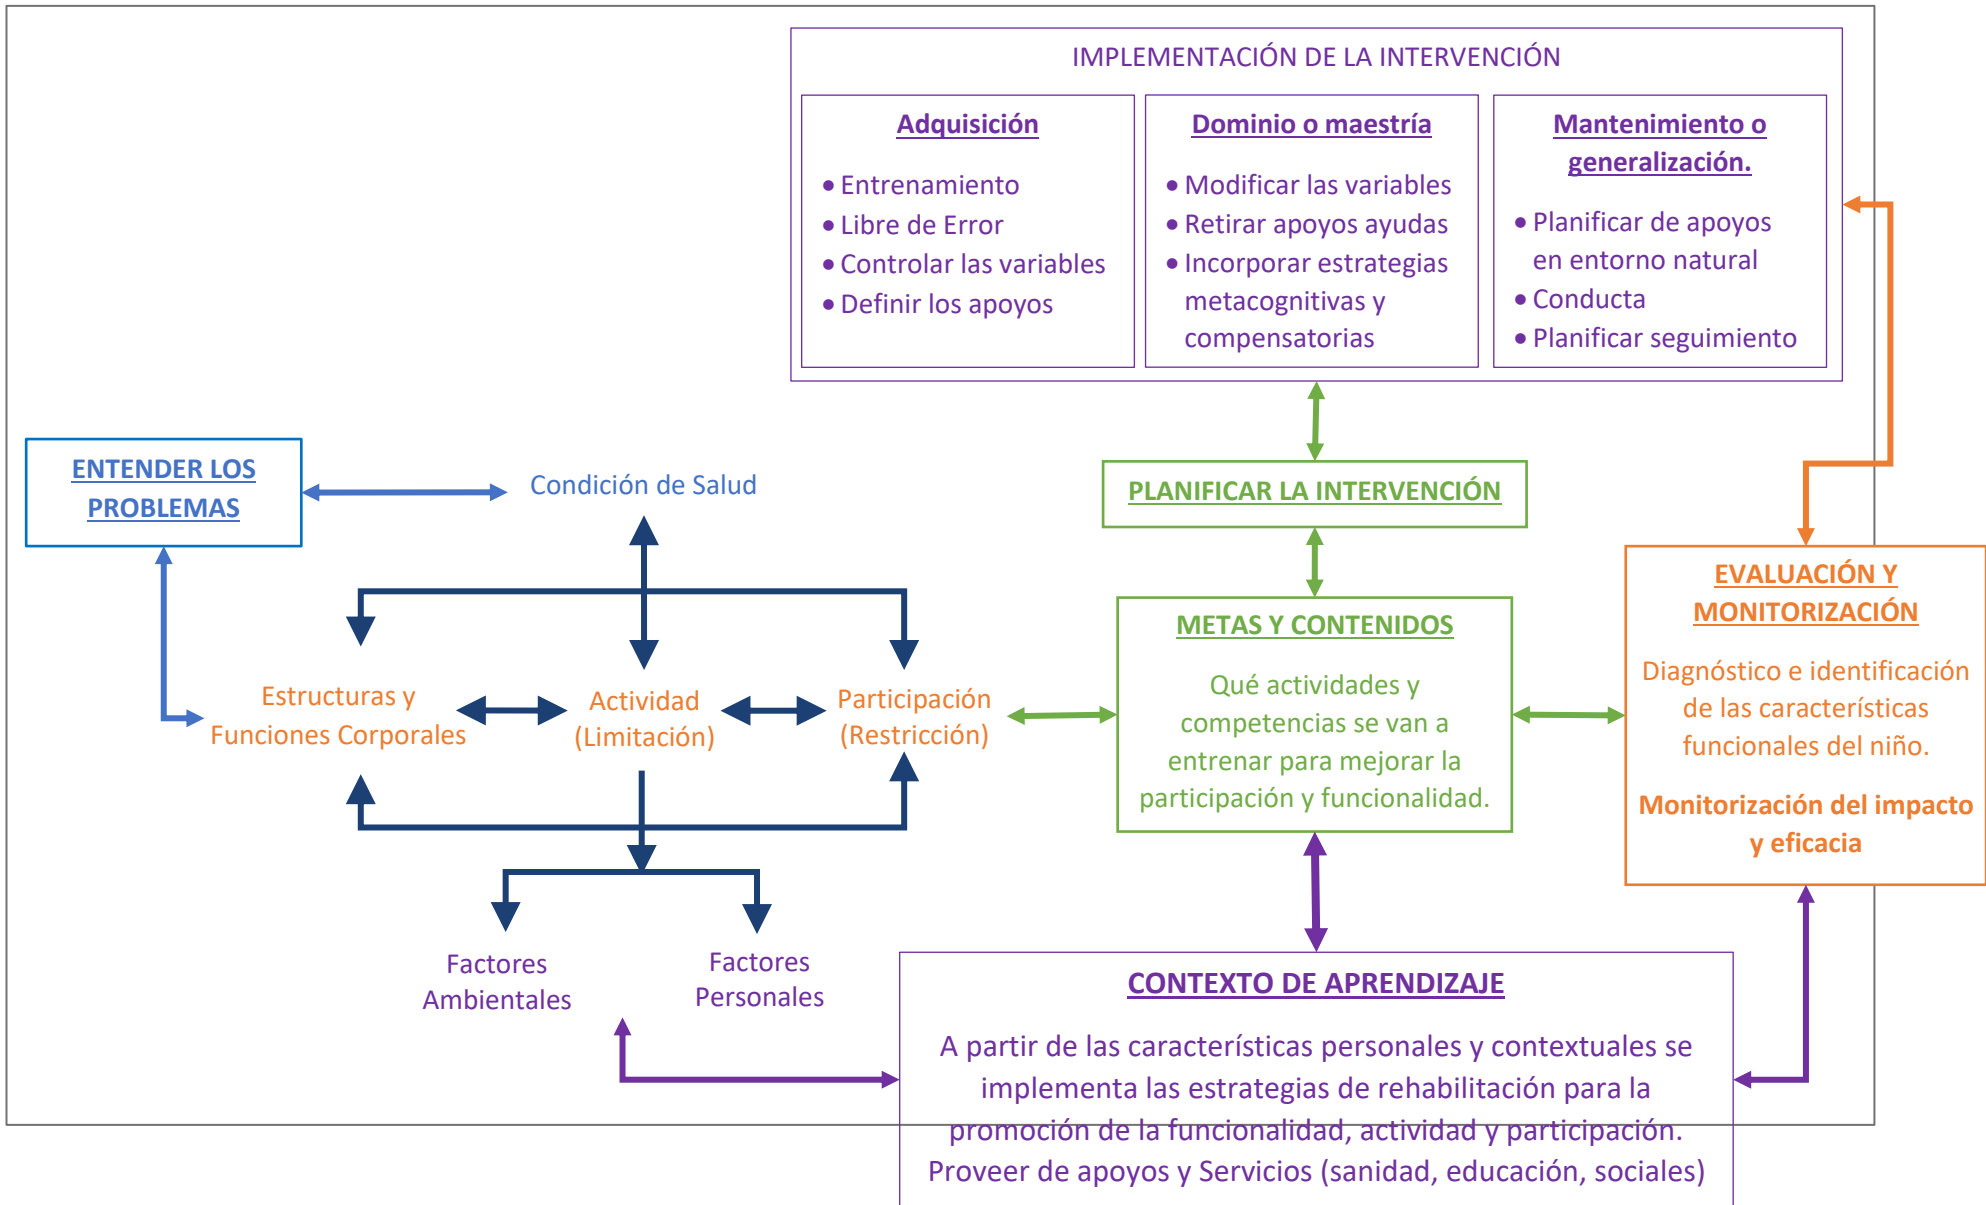 IMPLEMENTACIÓN DE LA INTERVENCIÓN
Adquisición
• Entrenamiento
• Libre de Error
• Controlar las variables
• Definir los apoyos
Dominio o maestría
• Modificar las variables
• Retirar apoyos ayudas
• Incorporar estrategias
metacognitivas y
compensatorias
Mantenimiento o
generalización.
• Planificar de apoyos
en entorno natural
• Conducta
• Planificar seguimiento
ENTENDER LOS
PROBLEMAS
Condición de Salud
PLANIFICAR LA INTERVENCIÓN
Estructuras y
Funciones Corporales
Actividad
(Limitación)
Participación
(Restricción)
METAS Y CONTENIDOS
Qué actividades y
competencias se van a
entrenar para mejorar la
participación y funcionalidad.
EVALUACIÓN Y
MONITORIZACIÓN
Diagnóstico e identificación
de las características
funcionales del niño.
Monitorización del impacto
y eficacia
Factores
Ambientales
Factores
Personales
CONTEXTO DE APRENDIZAJE
A partir de las características personales y contextuales se
implementa las estrategias de rehabilitación para la
promoción de la funcionalidad, actividad y participación.
Proveer de apoyos y Servicios (sanidad, educación, sociales)